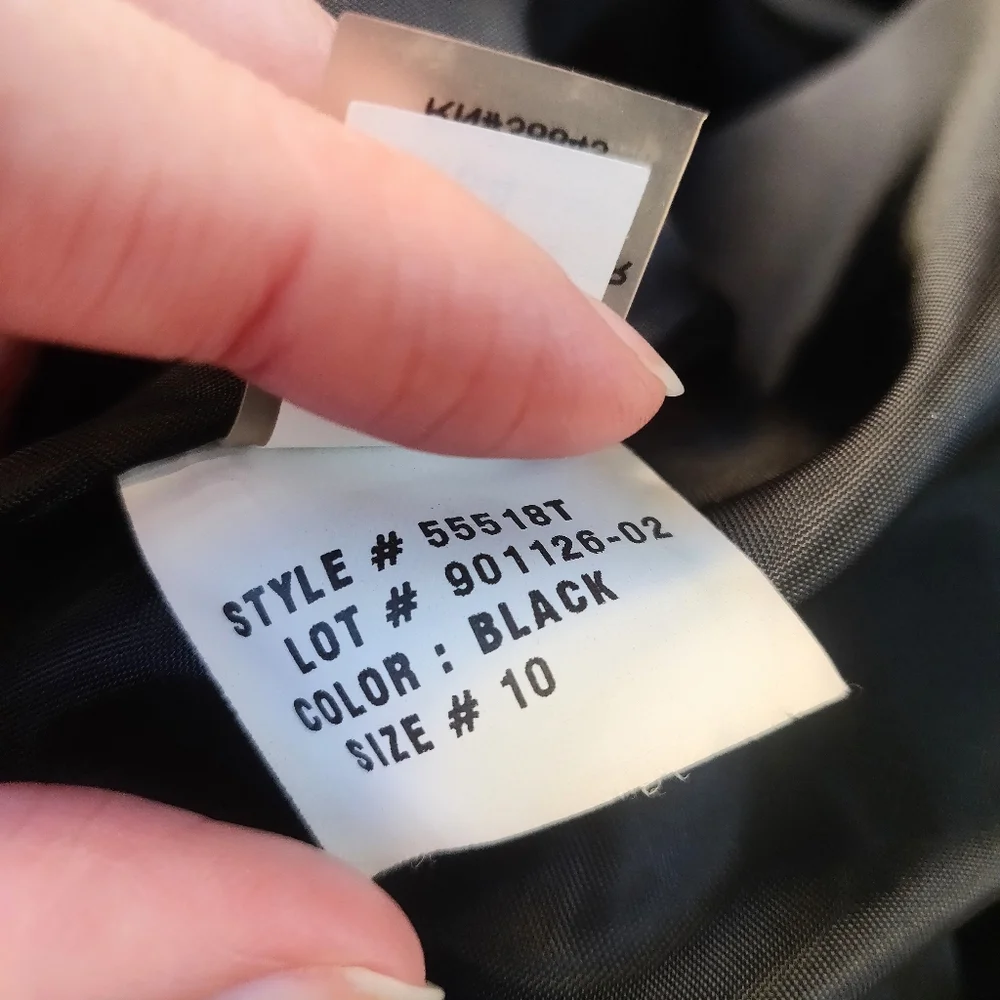 STYLE # 55518T
LOT # 901126-02
COLOR : BLACK
SIZE # 10